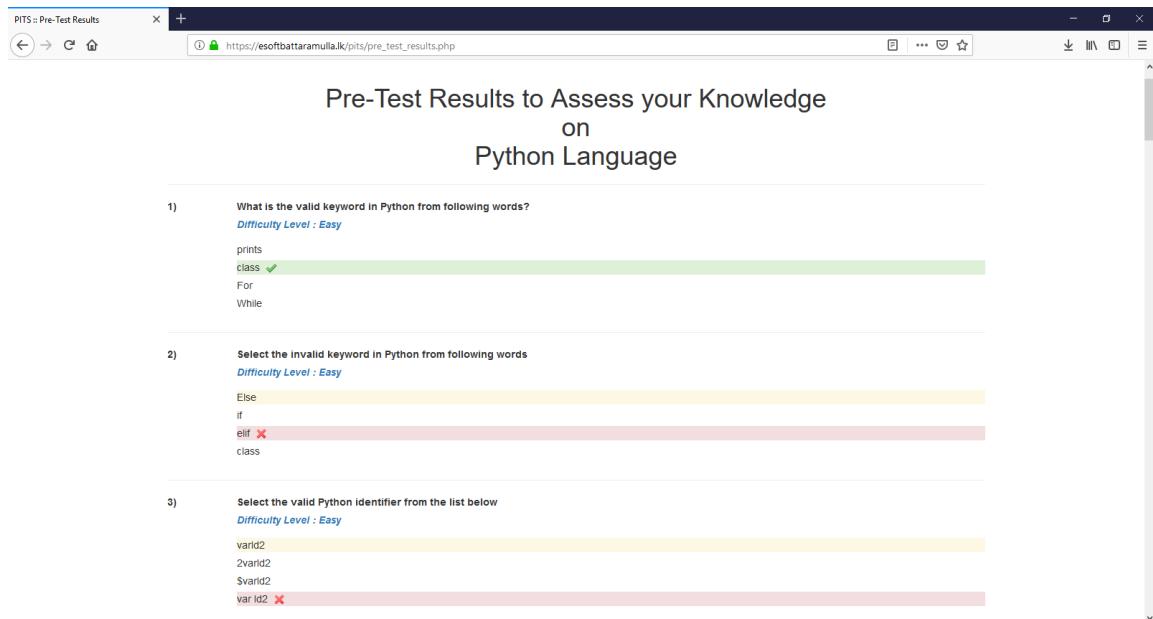 PITS :: Pre-Test Results
https://esoftbattaramulla.lk/pits/pre_test_results.php
Pre-Test Results to Assess your Knowledge
on
Python Language
1) What is the valid keyword in Python from following words?
Difficulty Level : Easy
prints
class
For
While
2) Select the invalid keyword in Python from following words
Difficulty Level : Easy
Else
if
elif
class
3) Select the valid Python identifier from the list below
Difficulty Level : Easy
varId2
2varId2
$varId2
var Id2